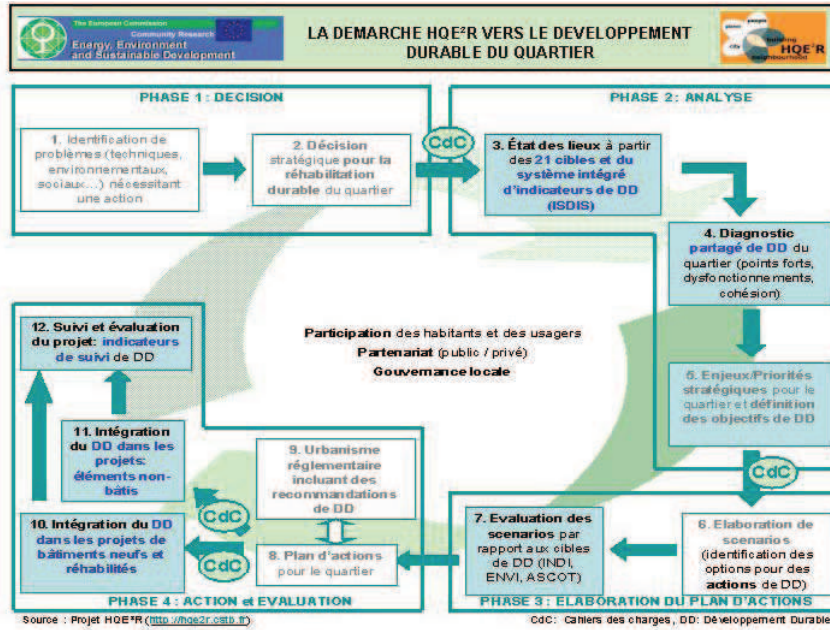 The European Commission
Community Research
Energy, Environment
and Sustainable Development
LA DEMARCHE HQE²R VERS LE DEVELOPPEMENT
DURABLE DU QUARTIER
people
city
building
HQE²R
neighbourhood
PHASE 1 : DECISION
1. Identification de
problèmes (techniques,
environnementaux,
sociaux…) nécessitant
une action
2. Décision
stratégique pour la
réhabilitation
durable du quartier
CdC
PHASE 2: ANALYSE
3. État des lieux à partir
des 21 cibles et du
système intégré
d'indicateurs de DD
(ISDIS)
4. Diagnostic
partagé de DD du
quartier (points forts,
dysfonctionnements,
cohésion)
5. Enjeux/Priorités
stratégiques pour le
quartier et définition
des objectifs de DD
CdC
Participation des habitants et des usagers
Partenariat (public / privé)
Gouvernance locale
6. Elaboration de
scenarios
(identification des
options pour des
actions de DD)
7. Evaluation des
scenarios par
rapport aux cibles
de DD (INDI,
ENVI, ASCOT)
PHASE 3 : ELABORATION DU PLAN D'ACTIONS
8. Plan d'actions
pour le quartier
9. Urbanisme
réglementaire
incluant des
recommandations
de DD
CdC
CdC
10. Intégration du DD
dans les projets de
bâtiments neufs et
réhabilités
11. Intégration
du DD dans les
projets:
éléments non-
bâtis
12. Suivi et évaluation
du projet: indicateurs
de suivi de DD
PHASE 4 : ACTION et EVALUATION
Source : Projet HQE²R (http://hqe2r.cstb.fr)
CdC: Cahiers des charges, DD: Développement Durable